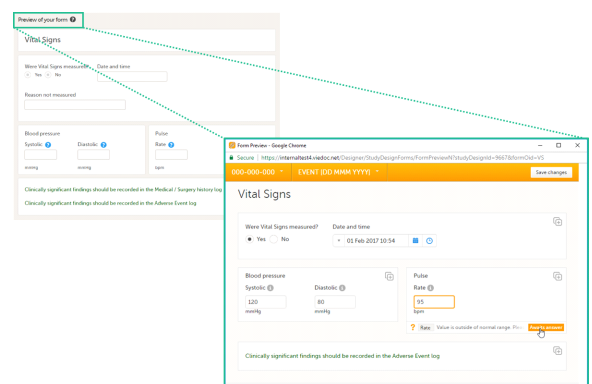 Preview of your form ?
Vital Signs
Were Vital Signs measured? Date and time
Yes No
Reason not measured
Blood pressure
Systolic ? Diastolic ?
mmHg mmHg
Pulse
Rate ?
bpm
Clinically significant findings should be recorded in the Medical / Surgery history log
Clinically significant findings should be recorded in the Adverse Event log
Form Preview - Google Chrome
Secure | https://internaltest4.viedoc.net/Designer/StudyDesignForms/FormPreviewN?studyDesignId=9667&formOid=VS
000-000-000 EVENT (DD MMM YYYY)
Save changes
Vital Signs
Were Vital Signs measured? Date and time
Yes No 01 Feb 2017 10:54
Blood pressure
Systolic Diastolic
120 80
mmHg mmHg
Pulse
Rate
95
bpm
? Rate Value is outside of normal range.
Clinically significant findings should be recorded in the Adverse Event log